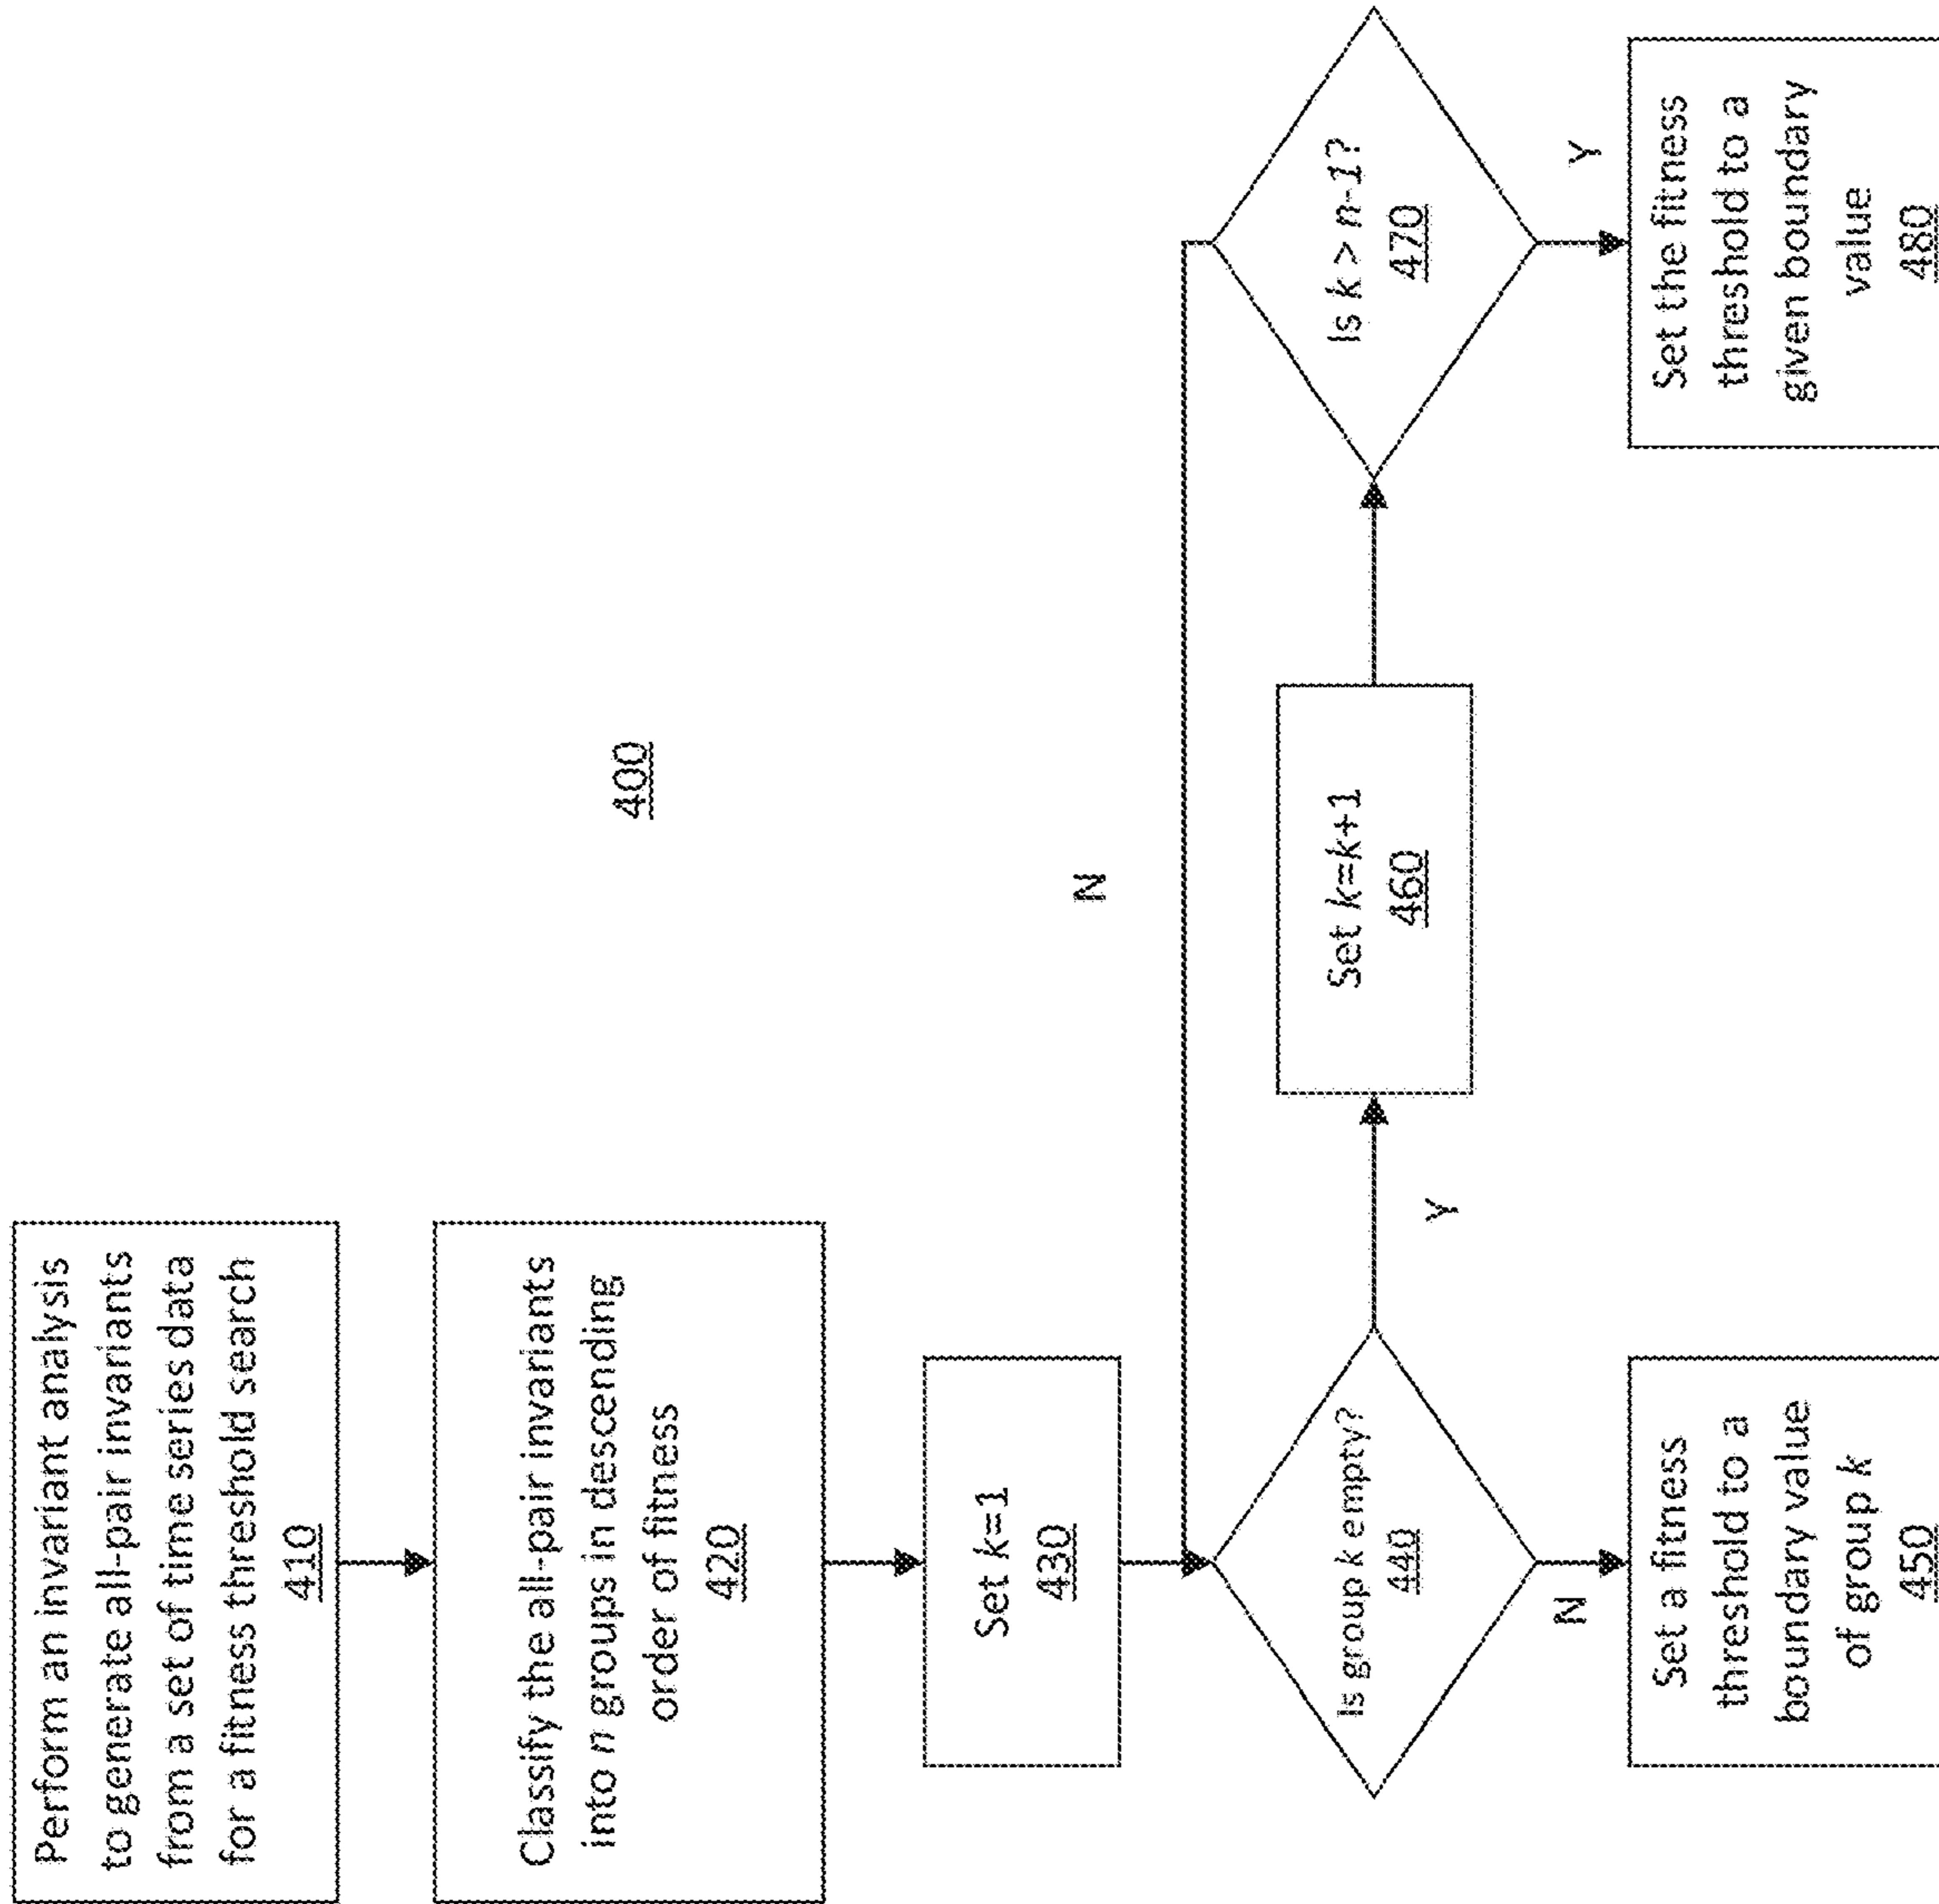 Perform an invariant analysis
to generate all-pair invariants
from a set of time series data
for a fitness threshold search
410
Classify the all-pair invariants
into n groups in descending
order of fitness
420
400
Set k=1
430
N
Is group k empty?
440
Y
Set k=k+1
460
Is k > n-1?
470
N
Y
Set a fitness
threshold to a
boundary value
of group k
450
Set the fitness
threshold to a
given boundary
value
480